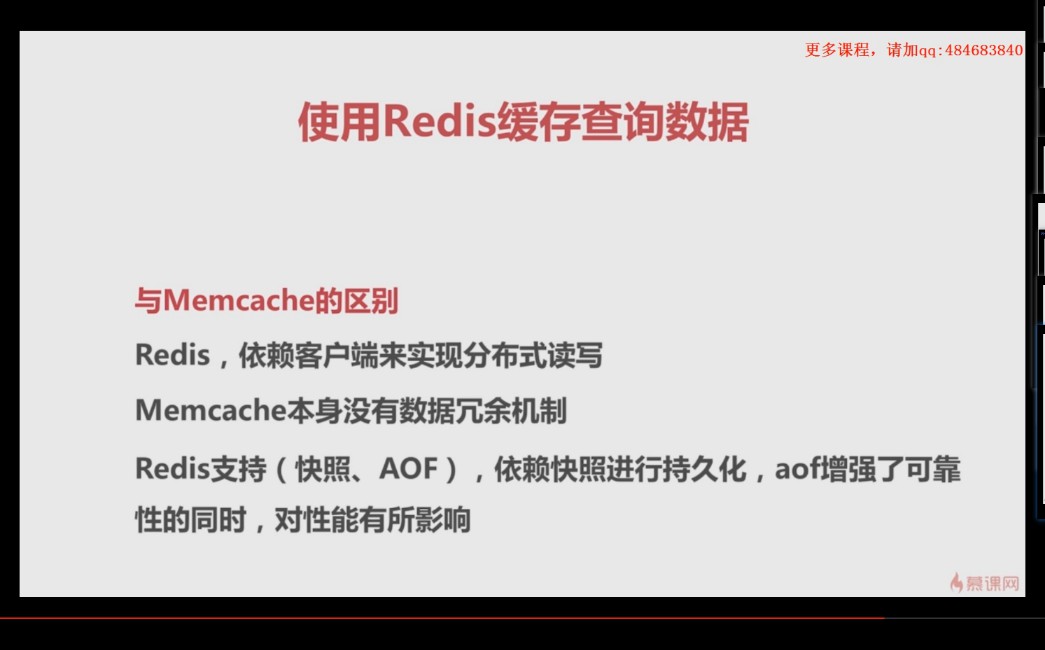 更多课程，请加qq:484683840
使用Redis缓存查询数据
与Memcache的区别
Redis，依赖客户端来实现分布式读写
Memcache本身没有数据冗余机制
Redis支持（快照、AOF），依赖快照进行持久化，aof增强了可靠
性的同时，对性能有所影响
慕课网